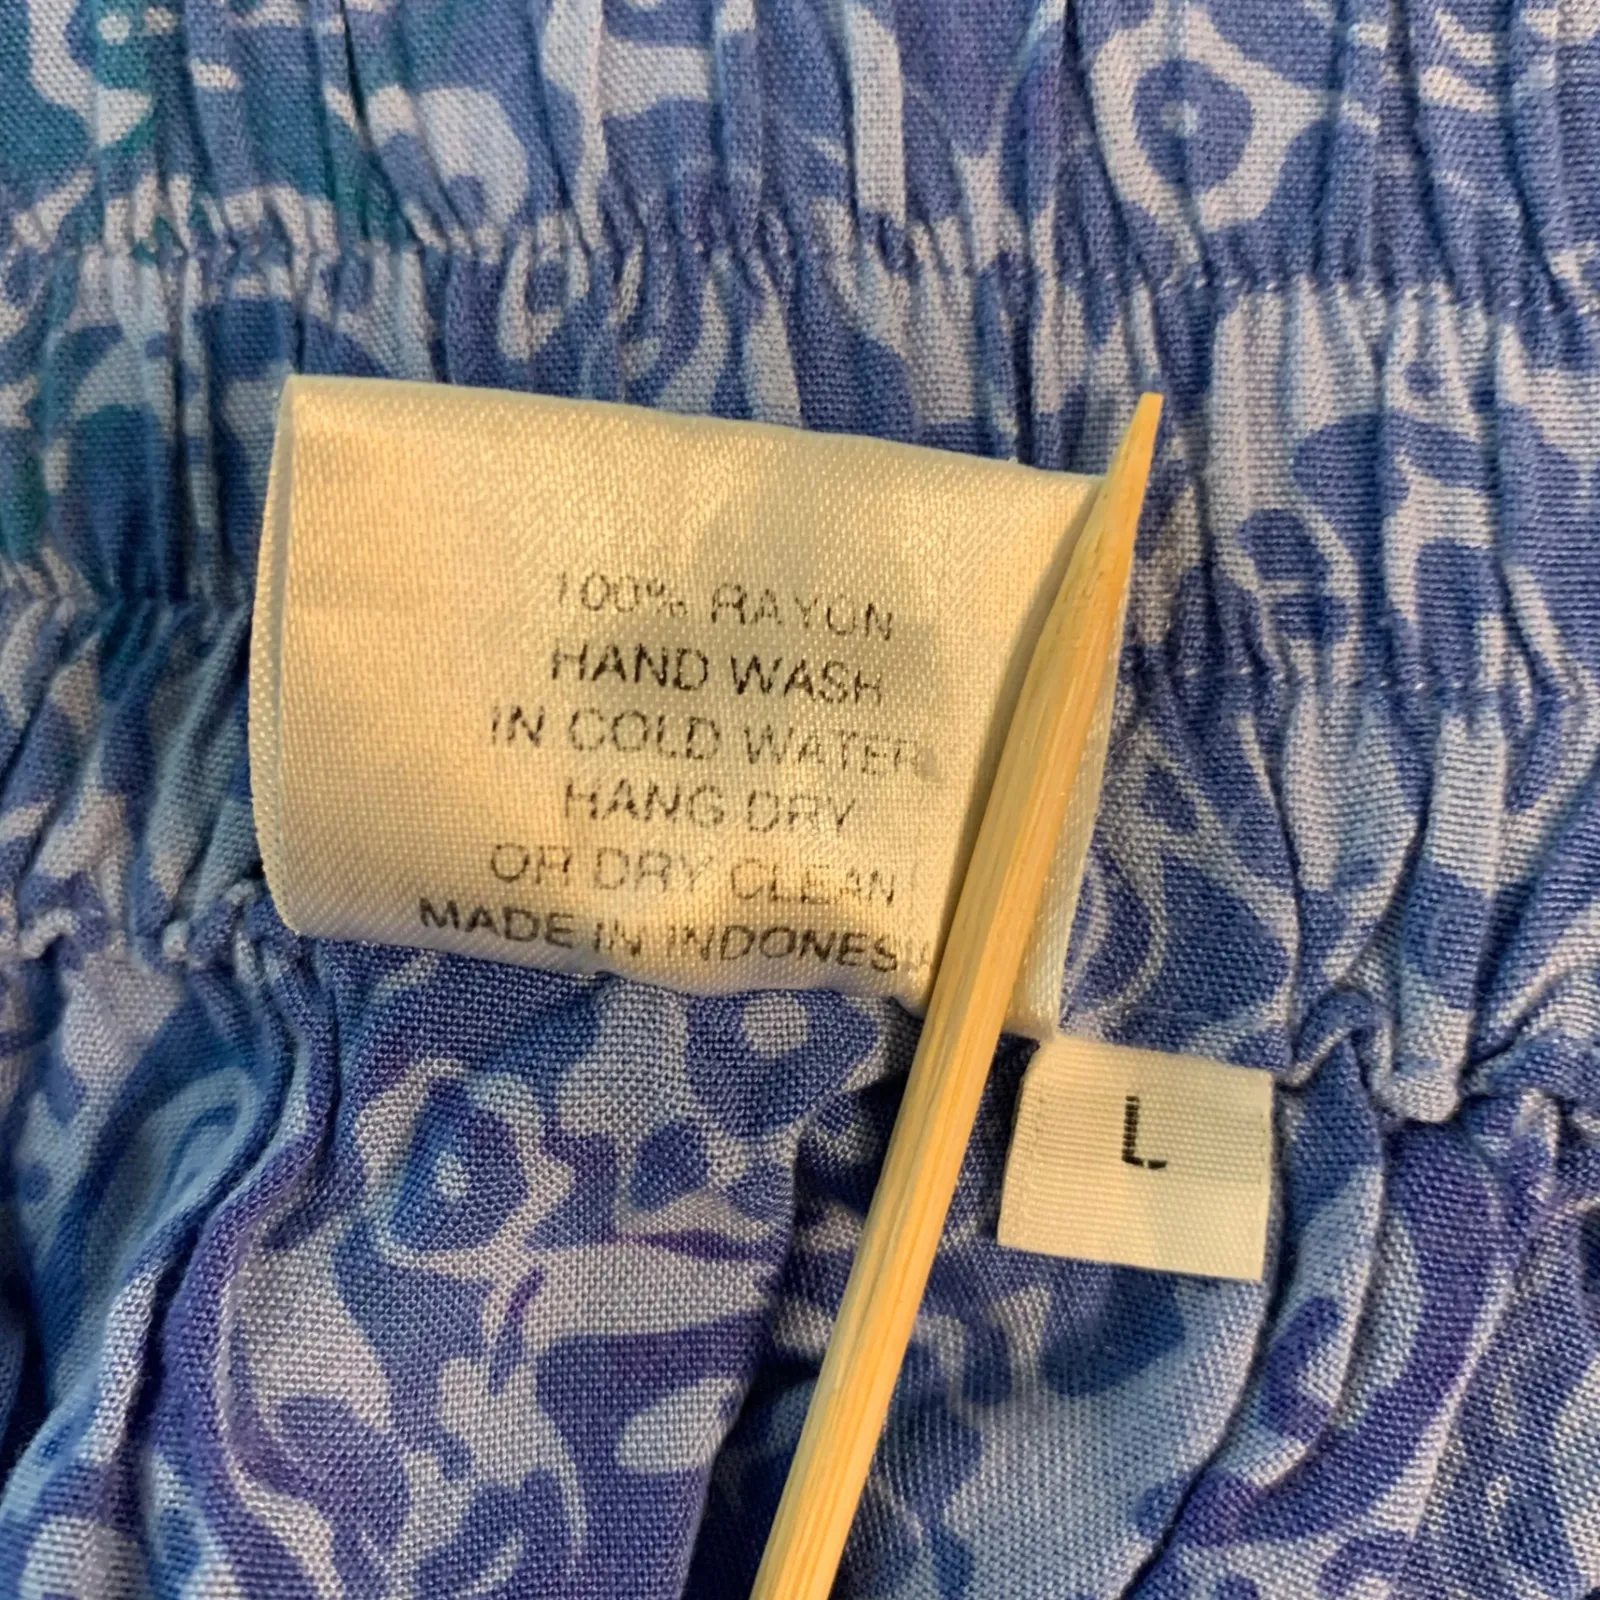 100% RAYON
HAND WASH
IN COLD WATER
HANG DRY
OR DRY CLEAN
MADE IN INDONESIA
L